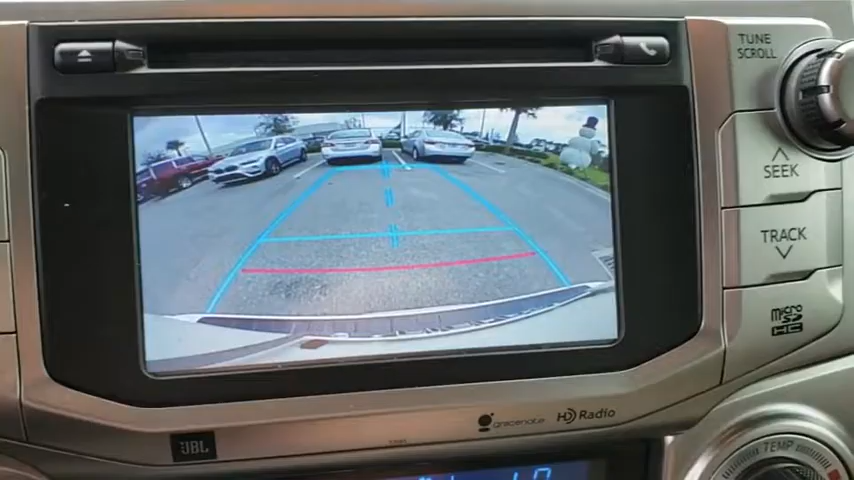 TUNE
SCROLL
SEEK
TRACK
micro
SD
HC
gracenote
HD Radio
JBL
TEMP